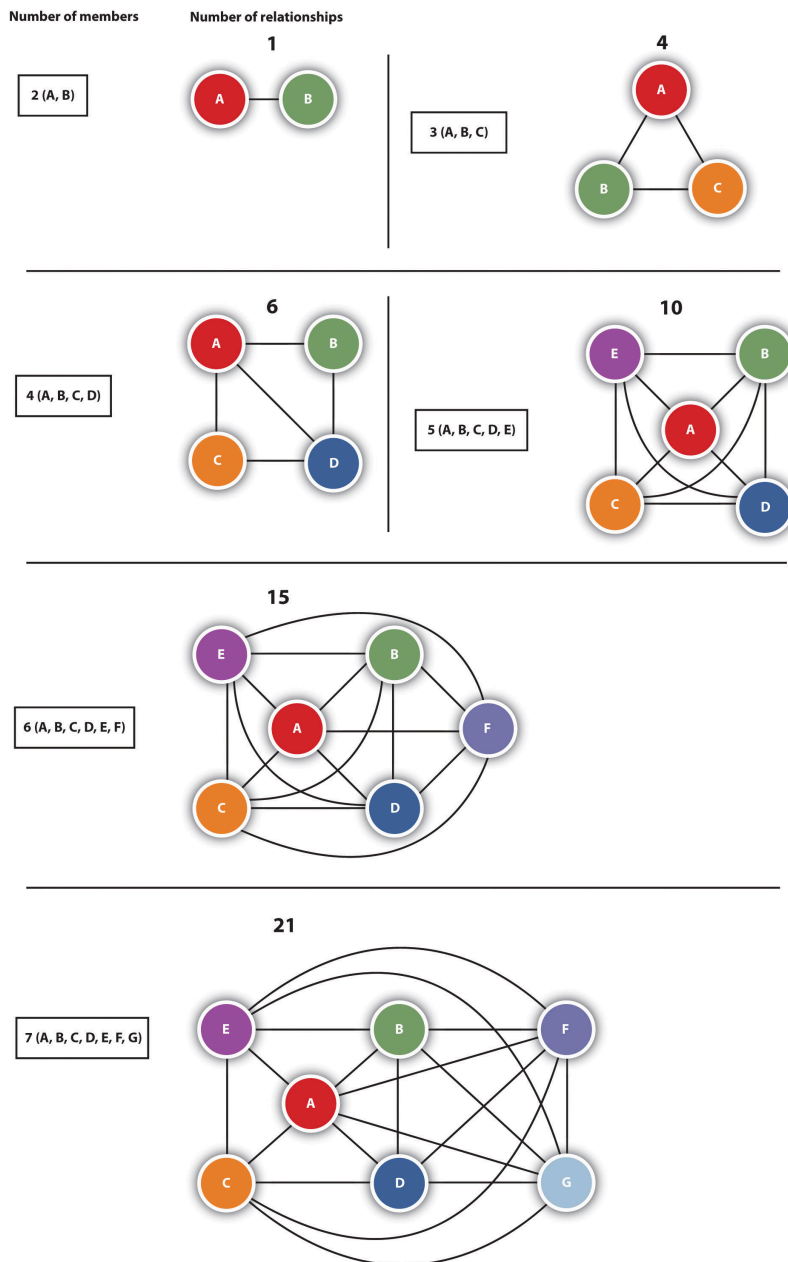 Number of members
Number of relationships
1
2 (A, B)
A
B
4
3 (A, B, C)
A
B
C
6
4 (A, B, C, D)
A
B
C
D
10
5 (A, B, C, D, E)
E
B
A
C
D
15
6 (A, B, C, D, E, F)
E
B
A
F
C
D
21
7 (A, B, C, D, E, F, G)
E
B
F
A
C
D
G